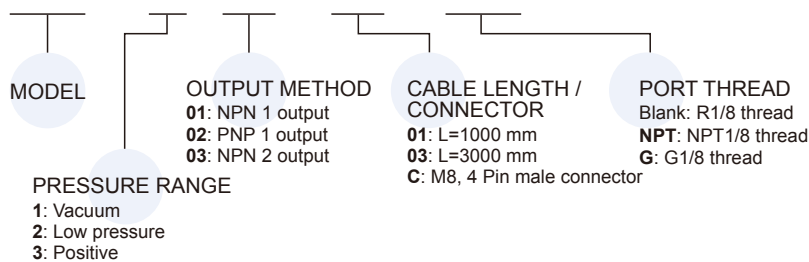 MODEL
PRESSURE RANGE
1: Vacuum
2: Low pressure
3: Positive
OUTPUT METHOD
01: NPN 1 output
02: PNP 1 output
03: NPN 2 output
CABLE LENGTH /
CONNECTOR
01: L=1000 mm
03: L=3000 mm
C: M8, 4 Pin male connector
PORT THREAD
Blank: R1/8 thread
NPT: NPT1/8 thread
G: G1/8 thread